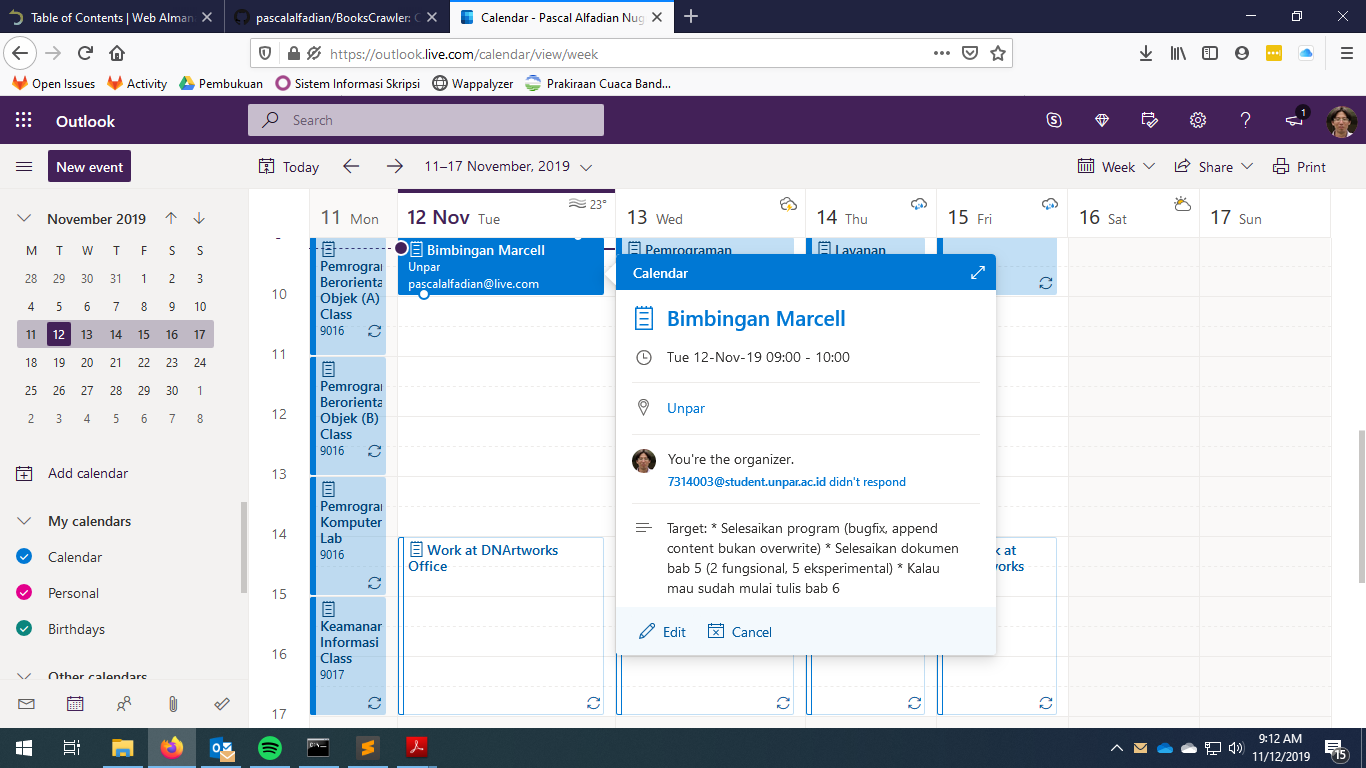 Table of Contents | Web Alman
pascalalfadian/BooksCrawler: C
Calendar - Pascal Alfadian Nug
https://outlook.live.com/calendar/view/week
Open Issues
Activity
Pembukuan
Sistem Informasi Skripsi
Wappalyzer
Prakiraan Cuaca Band...
Outlook
Search
1
New event
Today
11–17 November, 2019
Week
Share
Print
November 2019
M T W T F S S
28 29 30 31 1 2 3
4 5 6 7 8 9 10
11 12 13 14 15 16 17
18 19 20 21 22 23 24
25 26 27 28 29 30 1
2 3 4 5 6 7 8
Add calendar
My calendars
Calendar
Personal
Birthdays
Other calendars
11 Mon
12 Nov Tue
23°
13 Wed
14 Thu
15 Fri
16 Sat
17 Sun
10
11
12
13
14
15
16
17
Pemrogran
Berorienta
Objek (A)
Class
9016
Pemrogran
Berorienta
Objek (B)
Class
9016
Pemrogran
Komputer
Lab
9016
Keamanan
Informasi
Class
9017
Bimbingan Marcell
Unpar
pascalalfadian@live.com
Work at DNArtworks
Office
Pemrograman
Layanan
k at
works
Calendar
Bimbingan Marcell
Tue 12-Nov-19 09:00 - 10:00
Unpar
You're the organizer.
7314003@student.unpar.ac.id didn't respond
Target: * Selesaikan program (bugfix, append
content bukan overwrite) * Selesaikan dokumen
bab 5 (2 fungsional, 5 eksperimental) * Kalau
mau sudah mulai tulis bab 6
Edit
Cancel
9:12 AM
11/12/2019
15